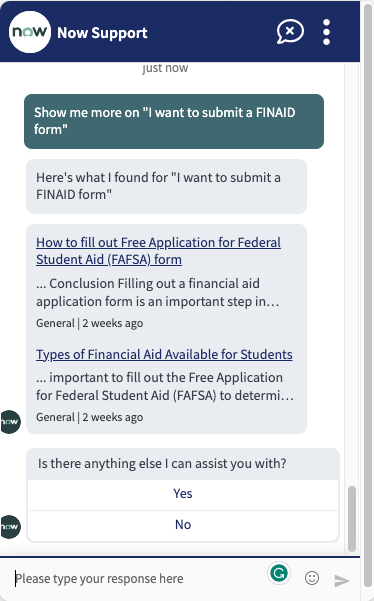 now
Now Support
just now
Show me more on "I want to submit a FINAID
form"
Here's what I found for "I want to submit a
FINAID form"
How to fill out Free Application for Federal
Student Aid (FAFSA) form
... Conclusion Filling out a financial aid
application form is an important step in...
General | 2 weeks ago
Types of Financial Aid Available for Students
... important to fill out the Free Application
for Federal Student Aid (FAFSA) to determi...
General | 2 weeks ago
now
Is there anything else I can assist you with?
Yes
No
now
Please type your response here